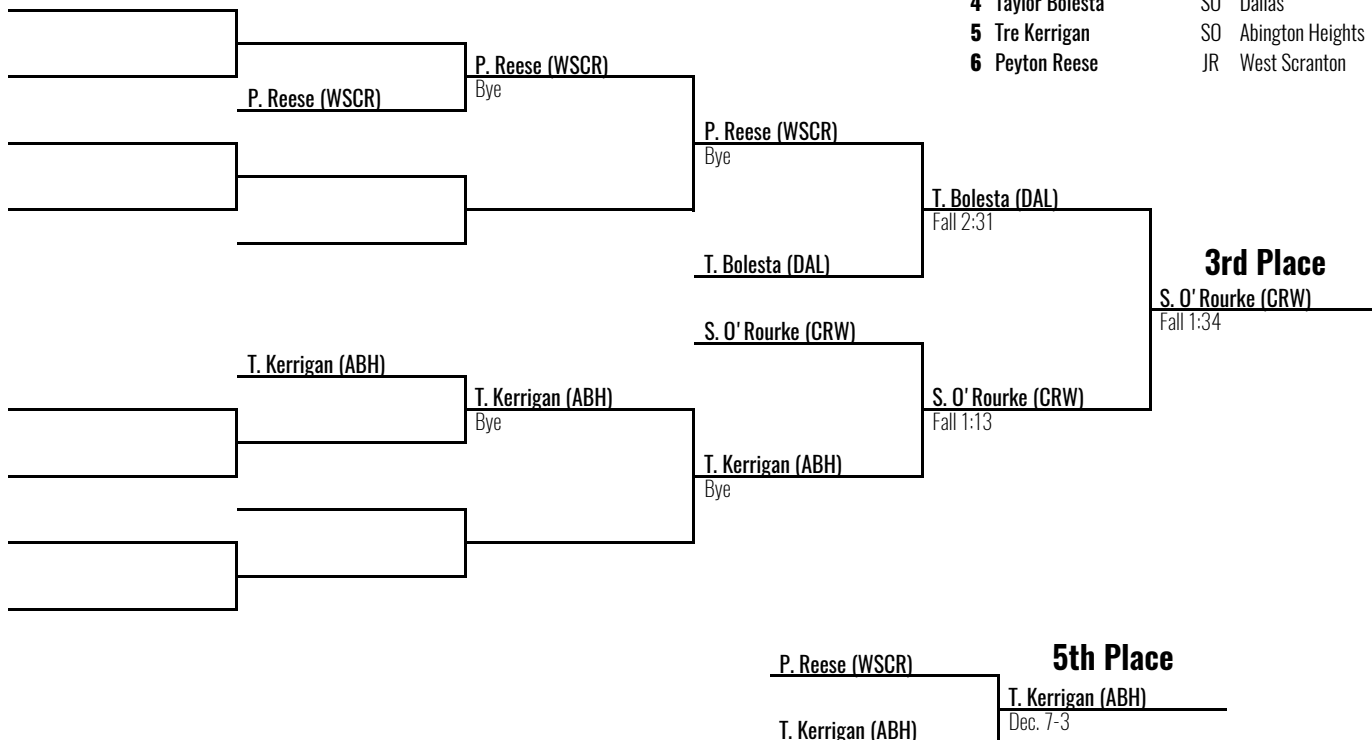 4 Taylor Bolesta SO Dallas
5 Tre Kerrigan SO Abington Heights
6 Peyton Reese JR West Scranton
P. Reese (WSCR)
Bye
P. Reese (WSCR)
P. Reese (WSCR)
Bye
T. Bolesta (DAL)
Fall 2:31
T. Bolesta (DAL)
3rd Place
S. O'Rourke (CRW)
Fall 1:34
S. O'Rourke (CRW)
T. Kerrigan (ABH)
T. Kerrigan (ABH)
Bye
S. O'Rourke (CRW)
Fall 1:13
T. Kerrigan (ABH)
Bye
5th Place
P. Reese (WSCR)
T. Kerrigan (ABH)
Dec. 7-3
T. Kerrigan (ABH)